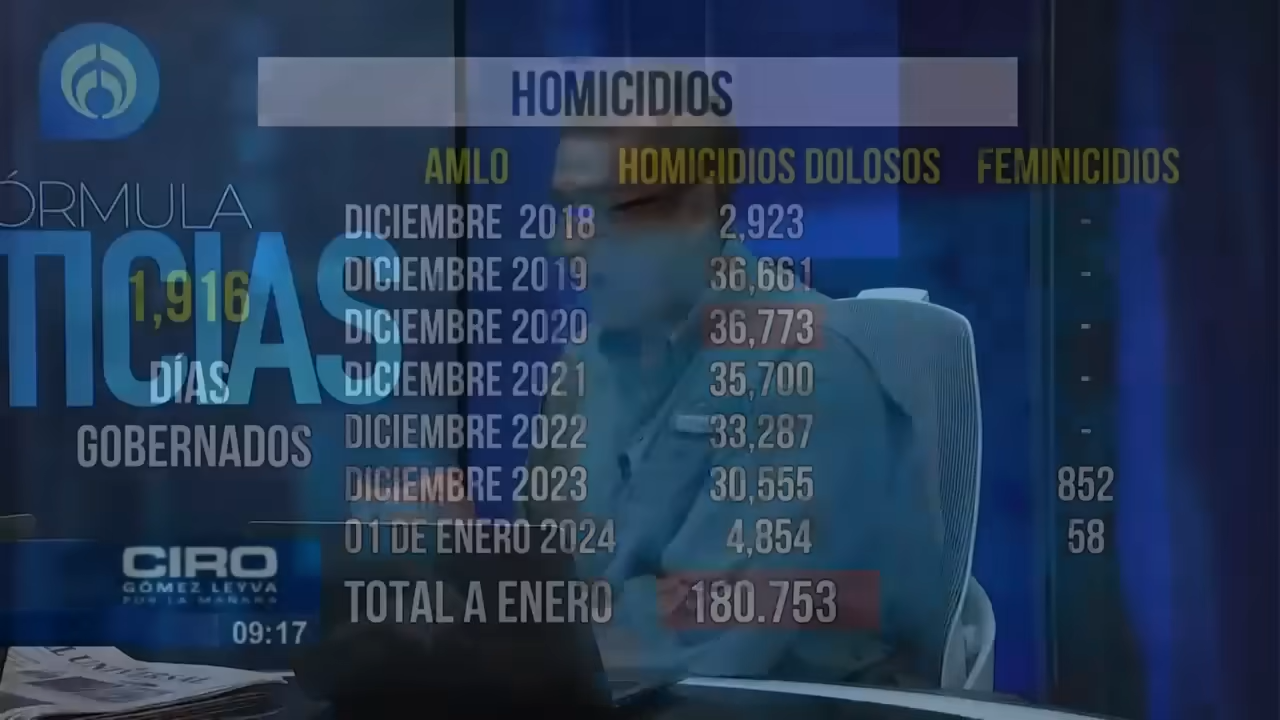 HOMICIDIOS
AMLO HOMICIDIOS DOLOSOS FEMINICIDIOS
DICIEMBRE 2018 2,923 -
DICIEMBRE 2019 36,661 -
DICIEMBRE 2020 36,773 -
DICIEMBRE 2021 35,700 -
DICIEMBRE 2022 33,287 -
DICIEMBRE 2023 30,555 852
01 DE ENERO 2024 4,854 58
TOTAL A ENERO 180.753
ÓRMULA
TICIAS
1,916
DÍAS
GOBERNADOS
CIRO
GÓMEZ LEYVA
POR LA MAÑANA
09:17
EL UNIVERSAL